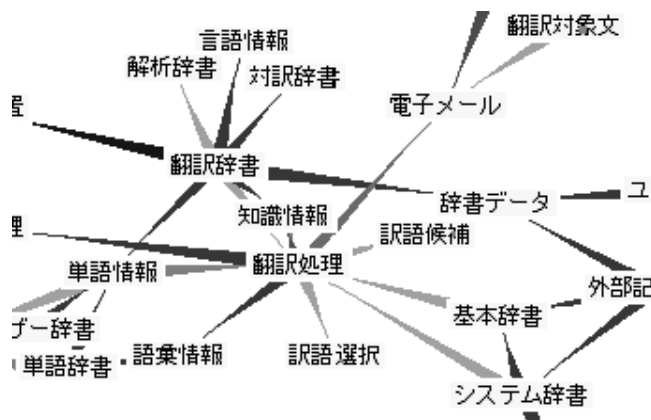 翻訳対象文
言語情報
解析辞書
対訳辞書
電子メール
翻訳辞書
辞書データ
ユ
知識情報
理
訳語候補
翻訳処理
単語情報
外部記
基本辞書
ザー辞書
語彙情報
訳語選択
単語辞書
システム辞書